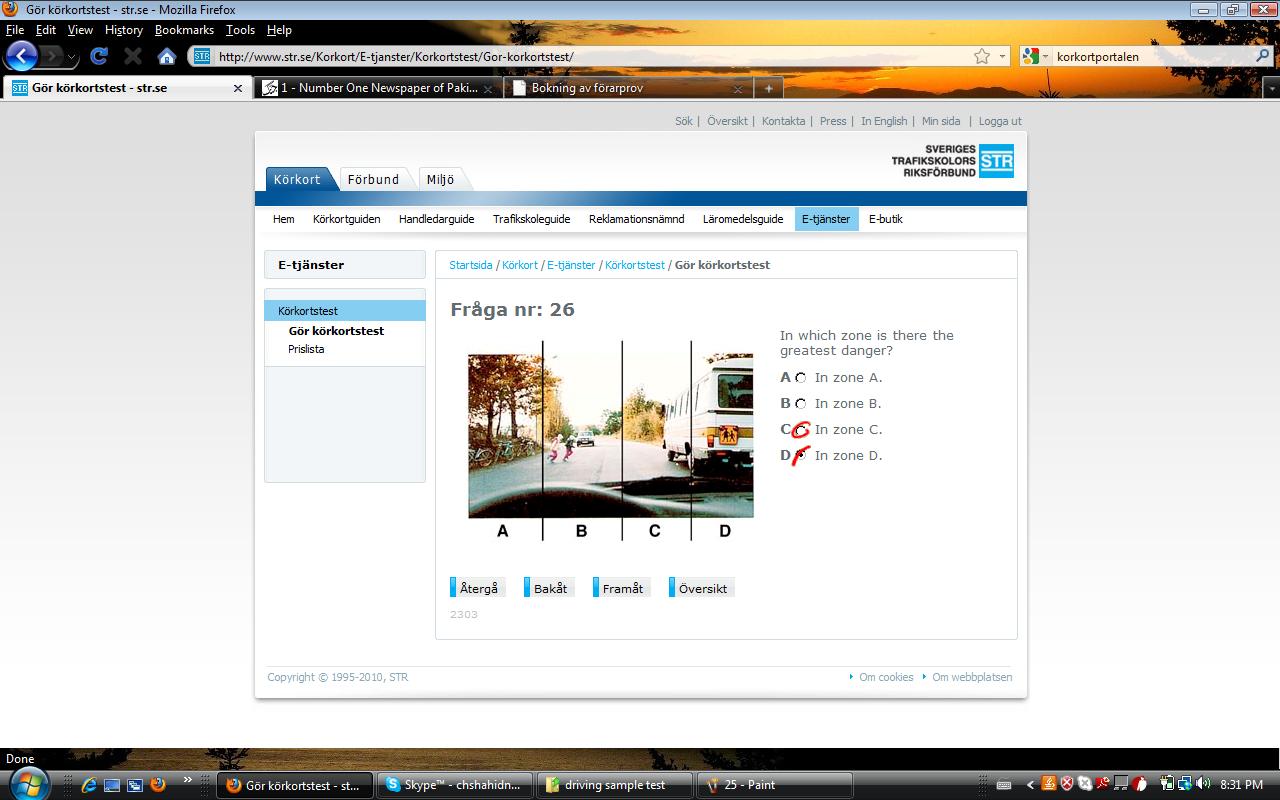 Gör körkortstest - str.se - Mozilla Firefox
File Edit View History Bookmarks Tools Help
STR http://www.str.se/Korkort/E-tjanster/Korkortstest/Gor-korkortstest/ korkortportalen
STR Gör körkortstest - str.se 1 - Number One Newspaper of Paki... Bokning av förarprov
Sök | Översikt | Kontakta | Press | In English | Min sida | Logga ut
SVERIGES
TRAFIKSKOLORS STR
RIKSFÖRBUND
Körkort Förbund Miljö
Hem Körkortguiden Handledarguide Trafikskoleguide Reklamationsnämnd Läromedelsguide E-tjänster E-butik
E-tjänster
Körkortstest
Gör körkortstest
Prislista
Startsida / Körkort / E-tjänster / Körkortstest / Gör körkortstest
Fråga nr: 26
In which zone is there the
greatest danger?
A In zone A.
B In zone B.
C In zone C.
D In zone D.
A B C D
Återgå Bakåt Framåt Översikt
2303
Copyright © 1995-2010, STR Om cookies Om webbplatsen
Done
Gör körkortstest - st... Skype™ - chshahidn... driving sample test 25 - Paint 8:31 PM